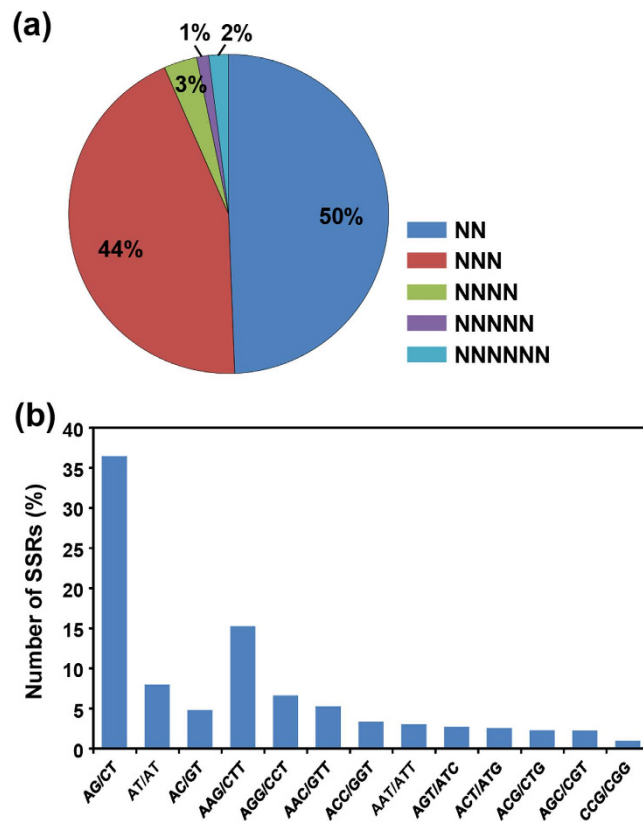 (a)
1% 2%
3%
50%
44%
NN
NNN
NNNN
NNNNN
NNNNNN
(b)
Number of SSRs (%)
40
35
30
25
20
15
10
5
0
AG/CT
AT/AT
AC/GT
AAG/CTT
AGG/CCT
AAC/GTT
ACC/GGT
AAT/ATT
AGT/ATC
ACT/ATG
ACG/CTG
AGC/CGT
CCG/CGG